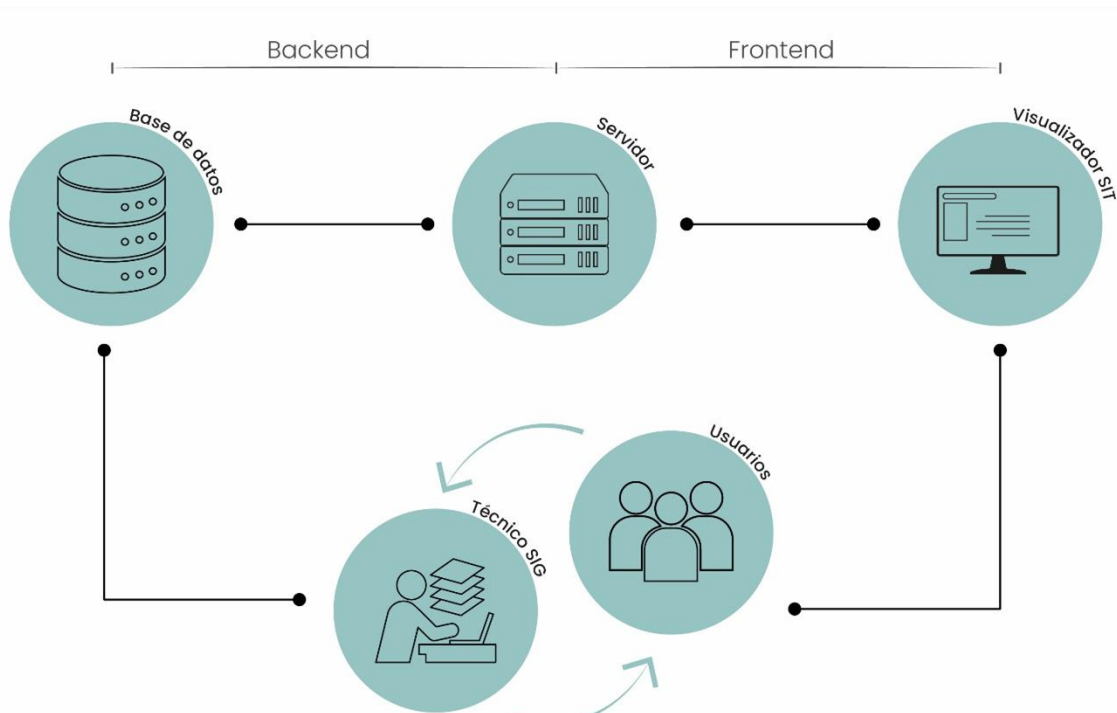 Backend
Frontend
Base de datos
Servidor
Visualizador SIT
Usuarios
Técnico SIG